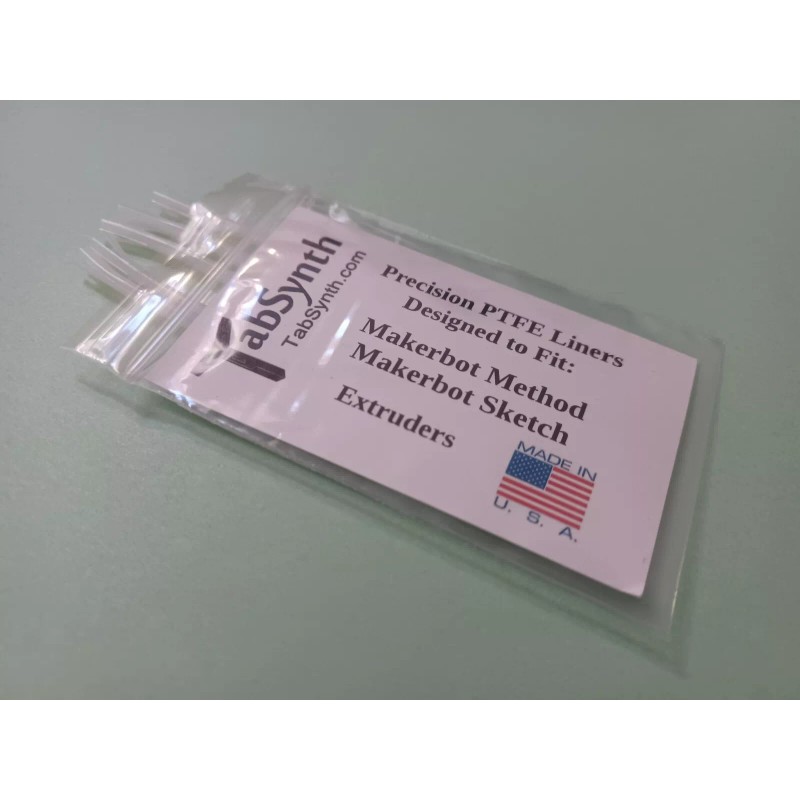 TabSynth
TabSynth.com
Precision PTFE Liners
Designed to Fit:
Makerbot Method
Makerbot Sketch
Extruders
MADE IN
U. S. A.